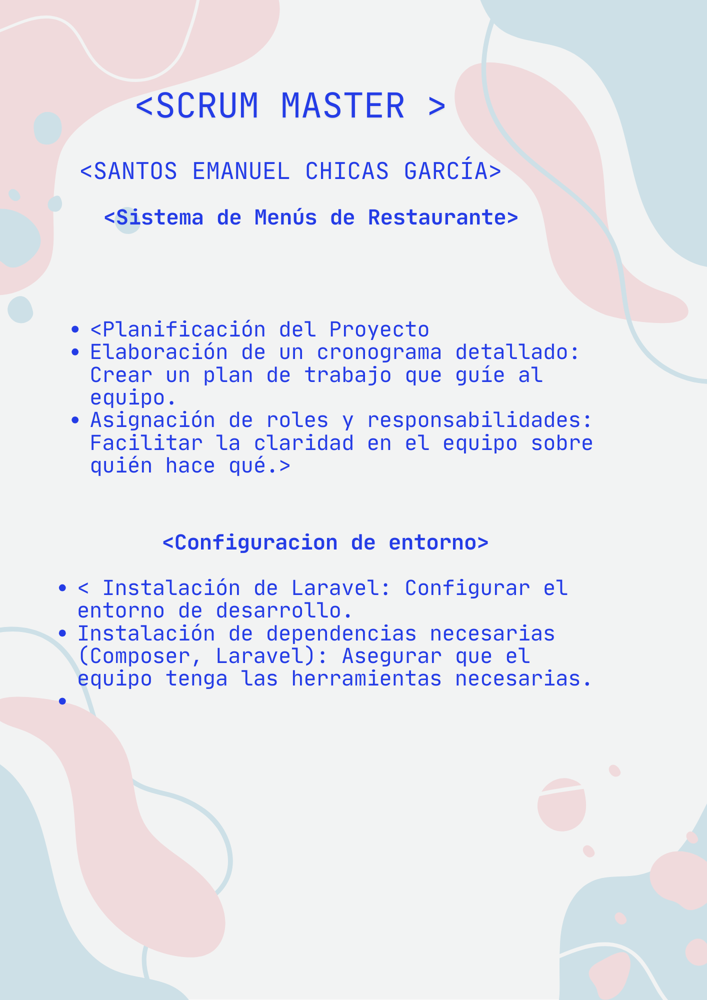 <SCRUM MASTER >
<SANTOS EMANUEL CHICAS GARCÍA>
<Sistema de Menús de Restaurante>
• <Planificación del Proyecto
• Elaboración de un cronograma detallado:
Crear un plan de trabajo que guíe al
equipo.
• Asignación de roles y responsabilidades:
Facilitar la claridad en el equipo sobre
quién hace qué.>
<Configuracion de entorno>
• < Instalación de Laravel: Configurar el
entorno de desarrollo.
• Instalación de dependencias necesarias
(Composer, Laravel): Asegurar que el
equipo tenga las herramientas necesarias.
•